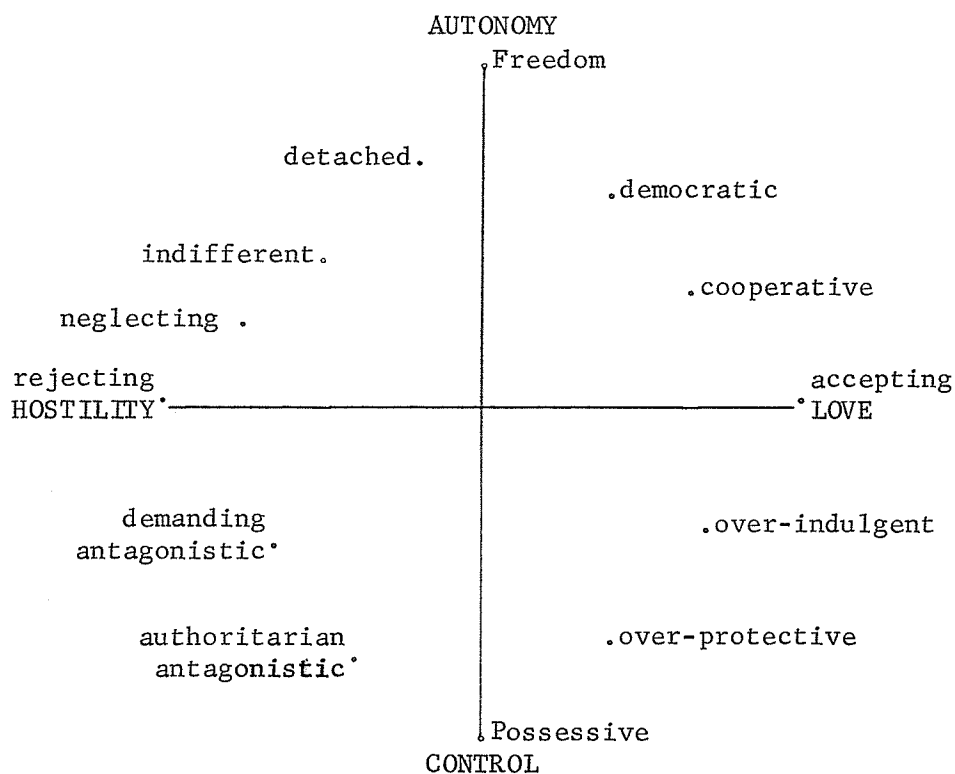 AUTONOMY
Freedom
detached.
.democratic
indifferent.
.cooperative
neglecting .
rejecting
HOSTILITY
accepting
LOVE
demanding
antagonistic
.over-indulgent
authoritarian
antagonistic
.over-protective
Possessive
CONTROL